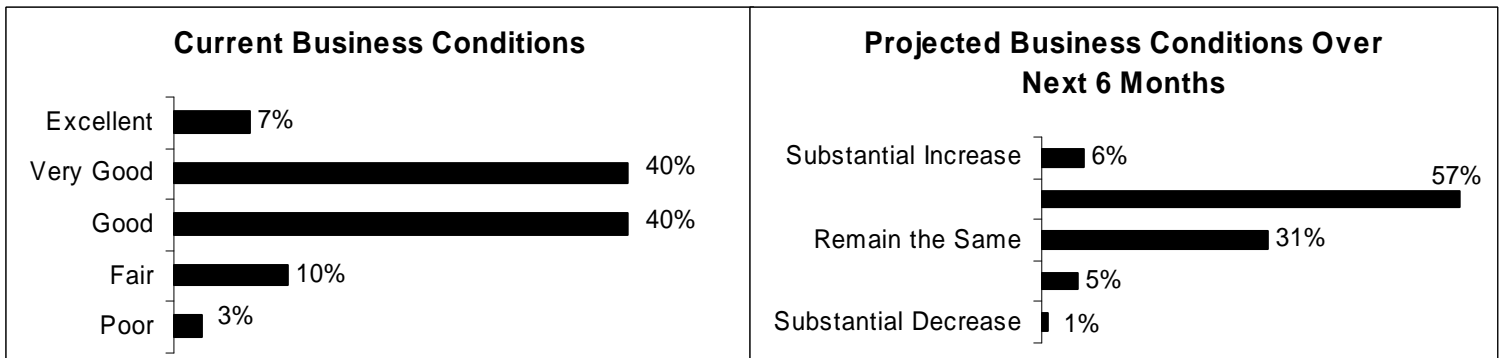 Current Business Conditions
Excellent 7%
Very Good 40%
Good 40%
Fair 10%
Poor 3%
Projected Business Conditions Over
Next 6 Months
Substantial Increase 6%
57%
Remain the Same 31%
5%
Substantial Decrease 1%